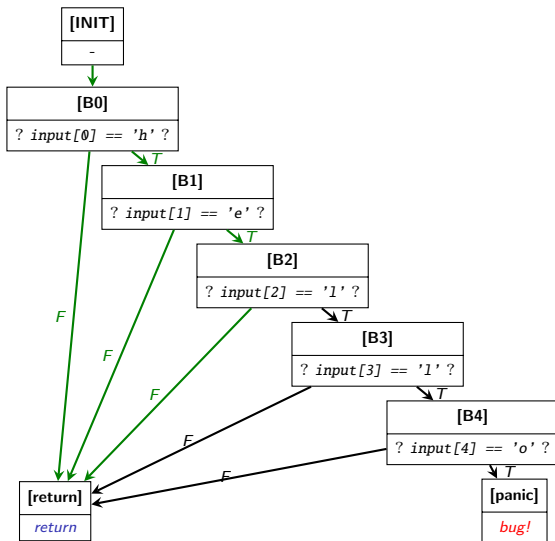 [INIT]
-
[B0]
? input[0] == 'h' ?
T
[B1]
? input[1] == 'e' ?
T
[B2]
? input[2] == 'l' ?
F
T
[B3]
F
? input[3] == 'l' ?
F
T
[B4]
F
? input[4] == 'o' ?
F
T
[return]
return
[panic]
bug!